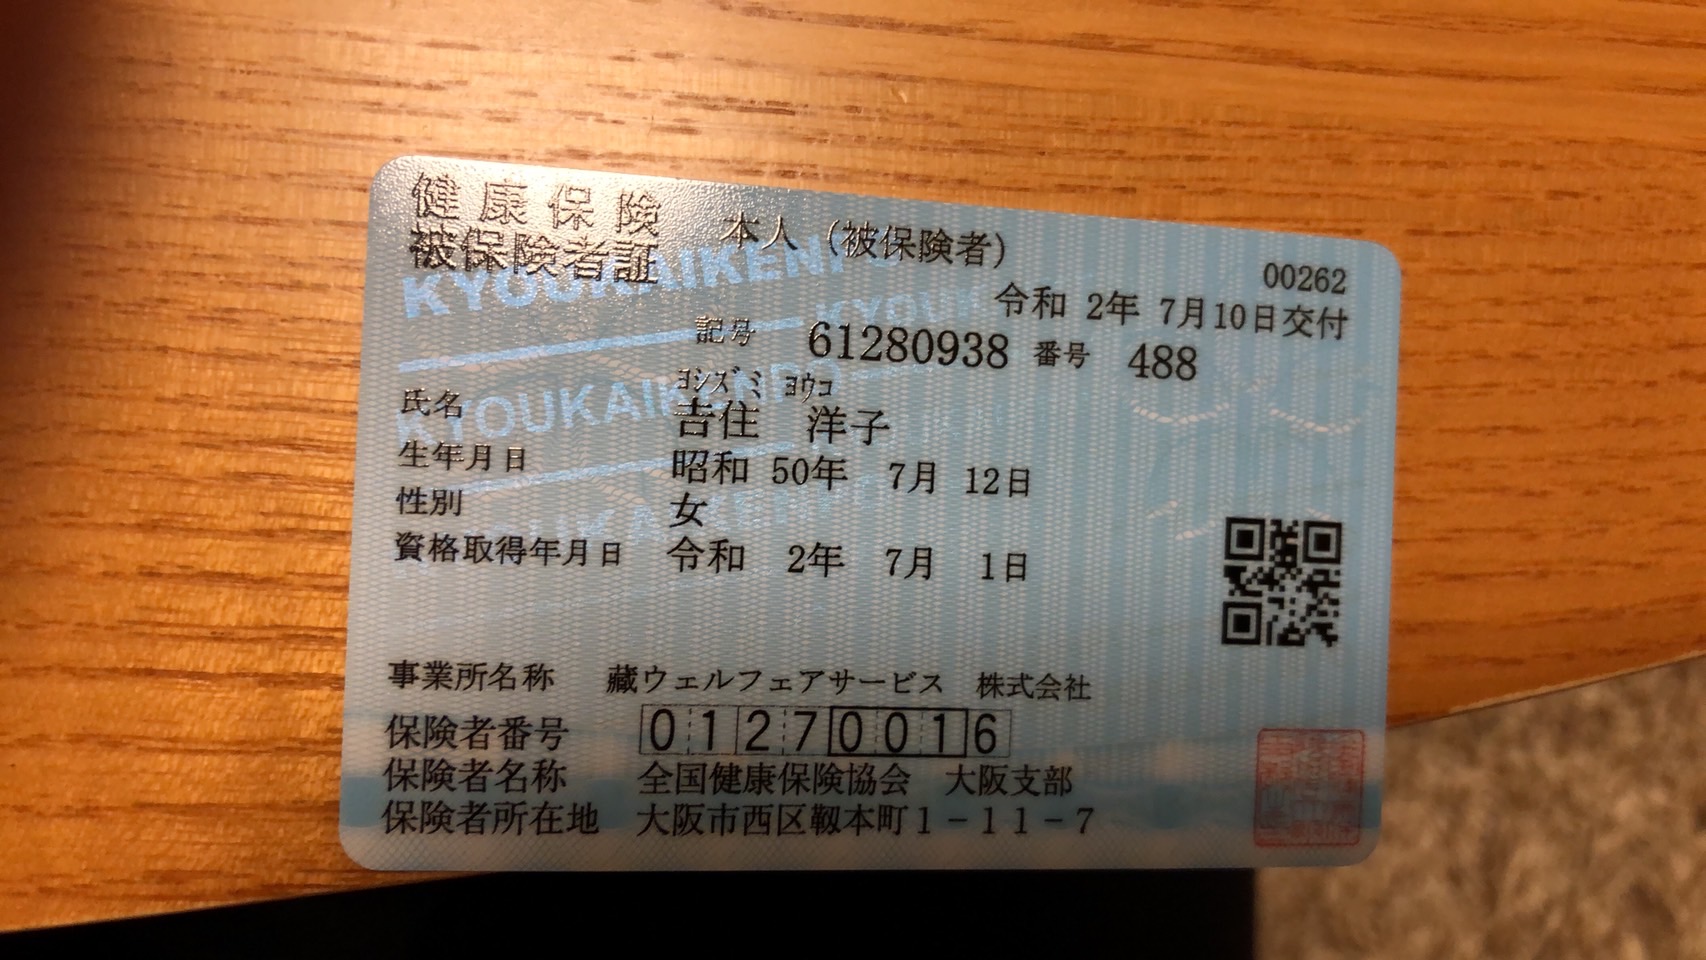 健康保険
被保険者証
本人（被保険者）
00262
令和 2年 7月10日交付
記号 61280938 番号 488
ﾖｼｽﾞﾐ ﾖｳｺ
氏名 吉住 洋子
生年月日 昭和 50年 7月 12日
性別 女
資格取得年月日 令和 2年 7月 1日
事業所名称 藏ウェルフェアサービス 株式会社
保険者番号 01270016
保険者名称 全国健康保険協会 大阪支部
保険者所在地 大阪市西区靱本町1－11－7
KYOUKAIKENPO